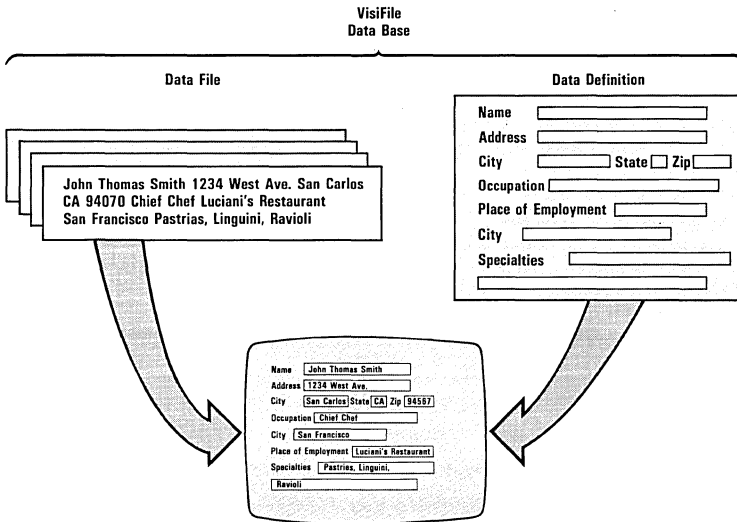 VisiFile
Data Base
Data File
Data Definition
John Thomas Smith 1234 West Ave. San Carlos
CA 94070 Chief Chef Luciani's Restaurant
San Francisco Pastrias, Linguini, Ravioli
Name
Address
City State Zip
Occupation
Place of Employment
City
Specialties
Name John Thomas Smith
Address 1234 West Ave.
City San Carlos State CA Zip 94567
Occupation Chief Chef
City San Francisco
Place of Employment Luciani's Restaurant
Specialties Pastries, Linguini,
Ravioli